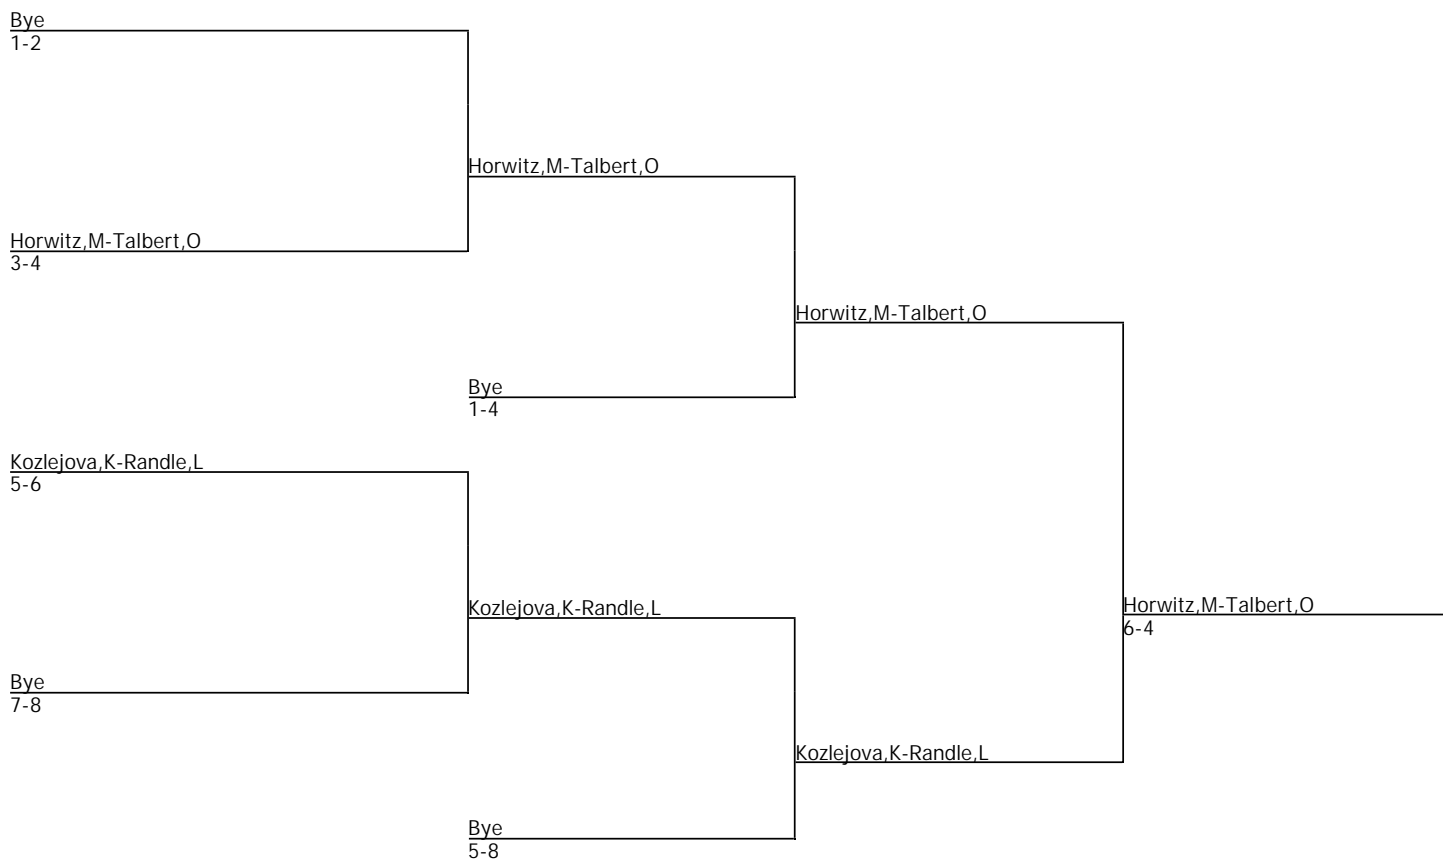 Bye
1-2
Horwitz,M-Talbert,O
Horwitz,M-Talbert,O
3-4
Horwitz,M-Talbert,O
Bye
1-4
Kozlejova,K-Randle,L
5-6
Kozlejova,K-Randle,L
Horwitz,M-Talbert,O
6-4
Bye
7-8
Kozlejova,K-Randle,L
Bye
5-8